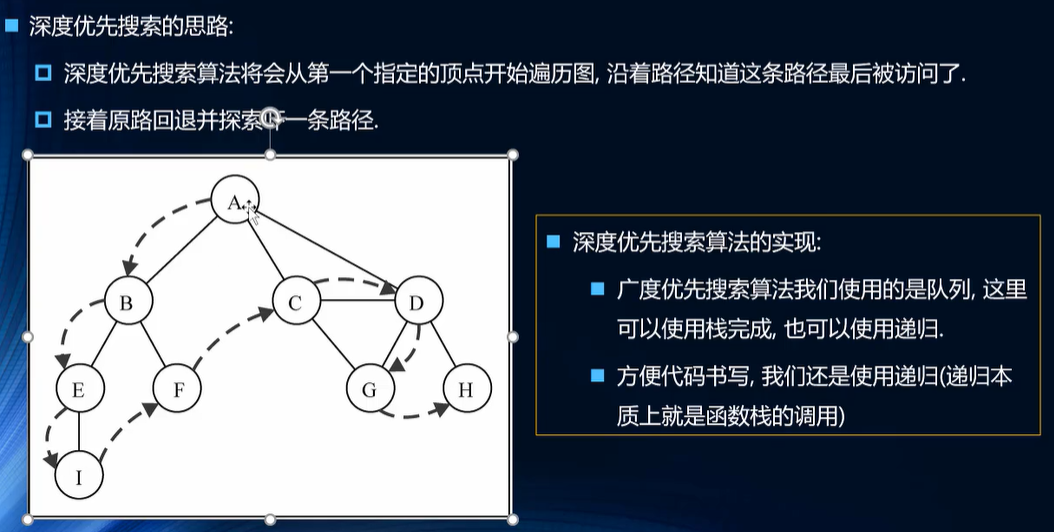 深度优先搜索的思路:
深度优先搜索算法将会从第一个指定的顶点开始遍历图, 沿着路径知道这条路径最后被访问了.
接着原路回退并探索下一条路径.
A
B
C
D
E
F
G
H
I
深度优先搜索算法的实现:
广度优先搜索算法我们使用的是队列, 这里
可以使用栈完成, 也可以使用递归.
方便代码书写, 我们还是使用递归(递归本
质上就是函数栈的调用)